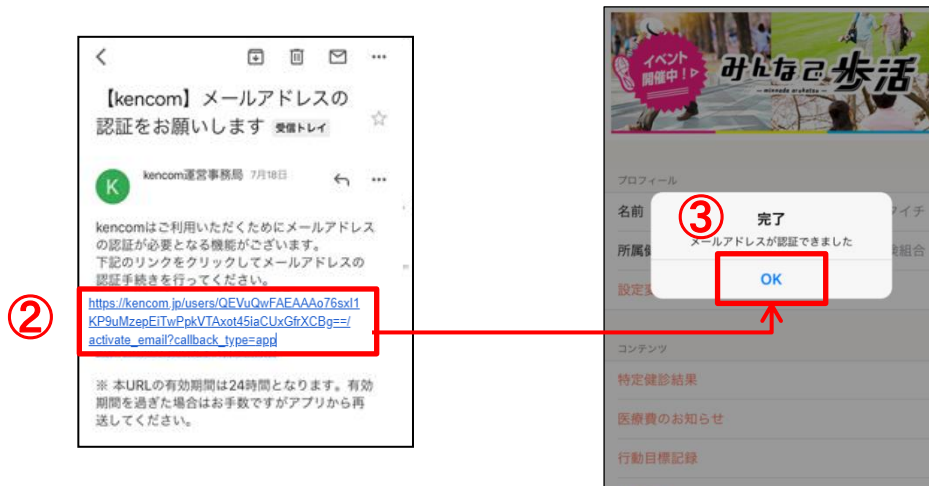 【kencom】メールアドレスの
認証をお願いします 受信トレイ
K
kencom運営事務局 7月18日
kencomはご利用いただくためにメールアドレス
の認証が必要となる機能がございます。
下記のリンクをクリックしてメールアドレスの
認証手続きを行ってください。
②
https://kencom.jp/users/QEVuQwFAEAAAo76sxI1
KP9uMzepEiTwPpkVTAxot45iaCUxGfrXCBg==/
activate_email?callback_type=app
※ 本URLの有効期間は24時間となります。有効
期間を過ぎた場合はお手数ですがアプリから再
送してください。
イベント
開催中!
みんなで歩活
- minnade arukatsu -
プロフィール
名前
タイチ
③
完了
メールアドレスが認証できました
所属健
険組合
OK
設定変
コンテンツ
特定健診結果
医療費のお知らせ
行動目標記録